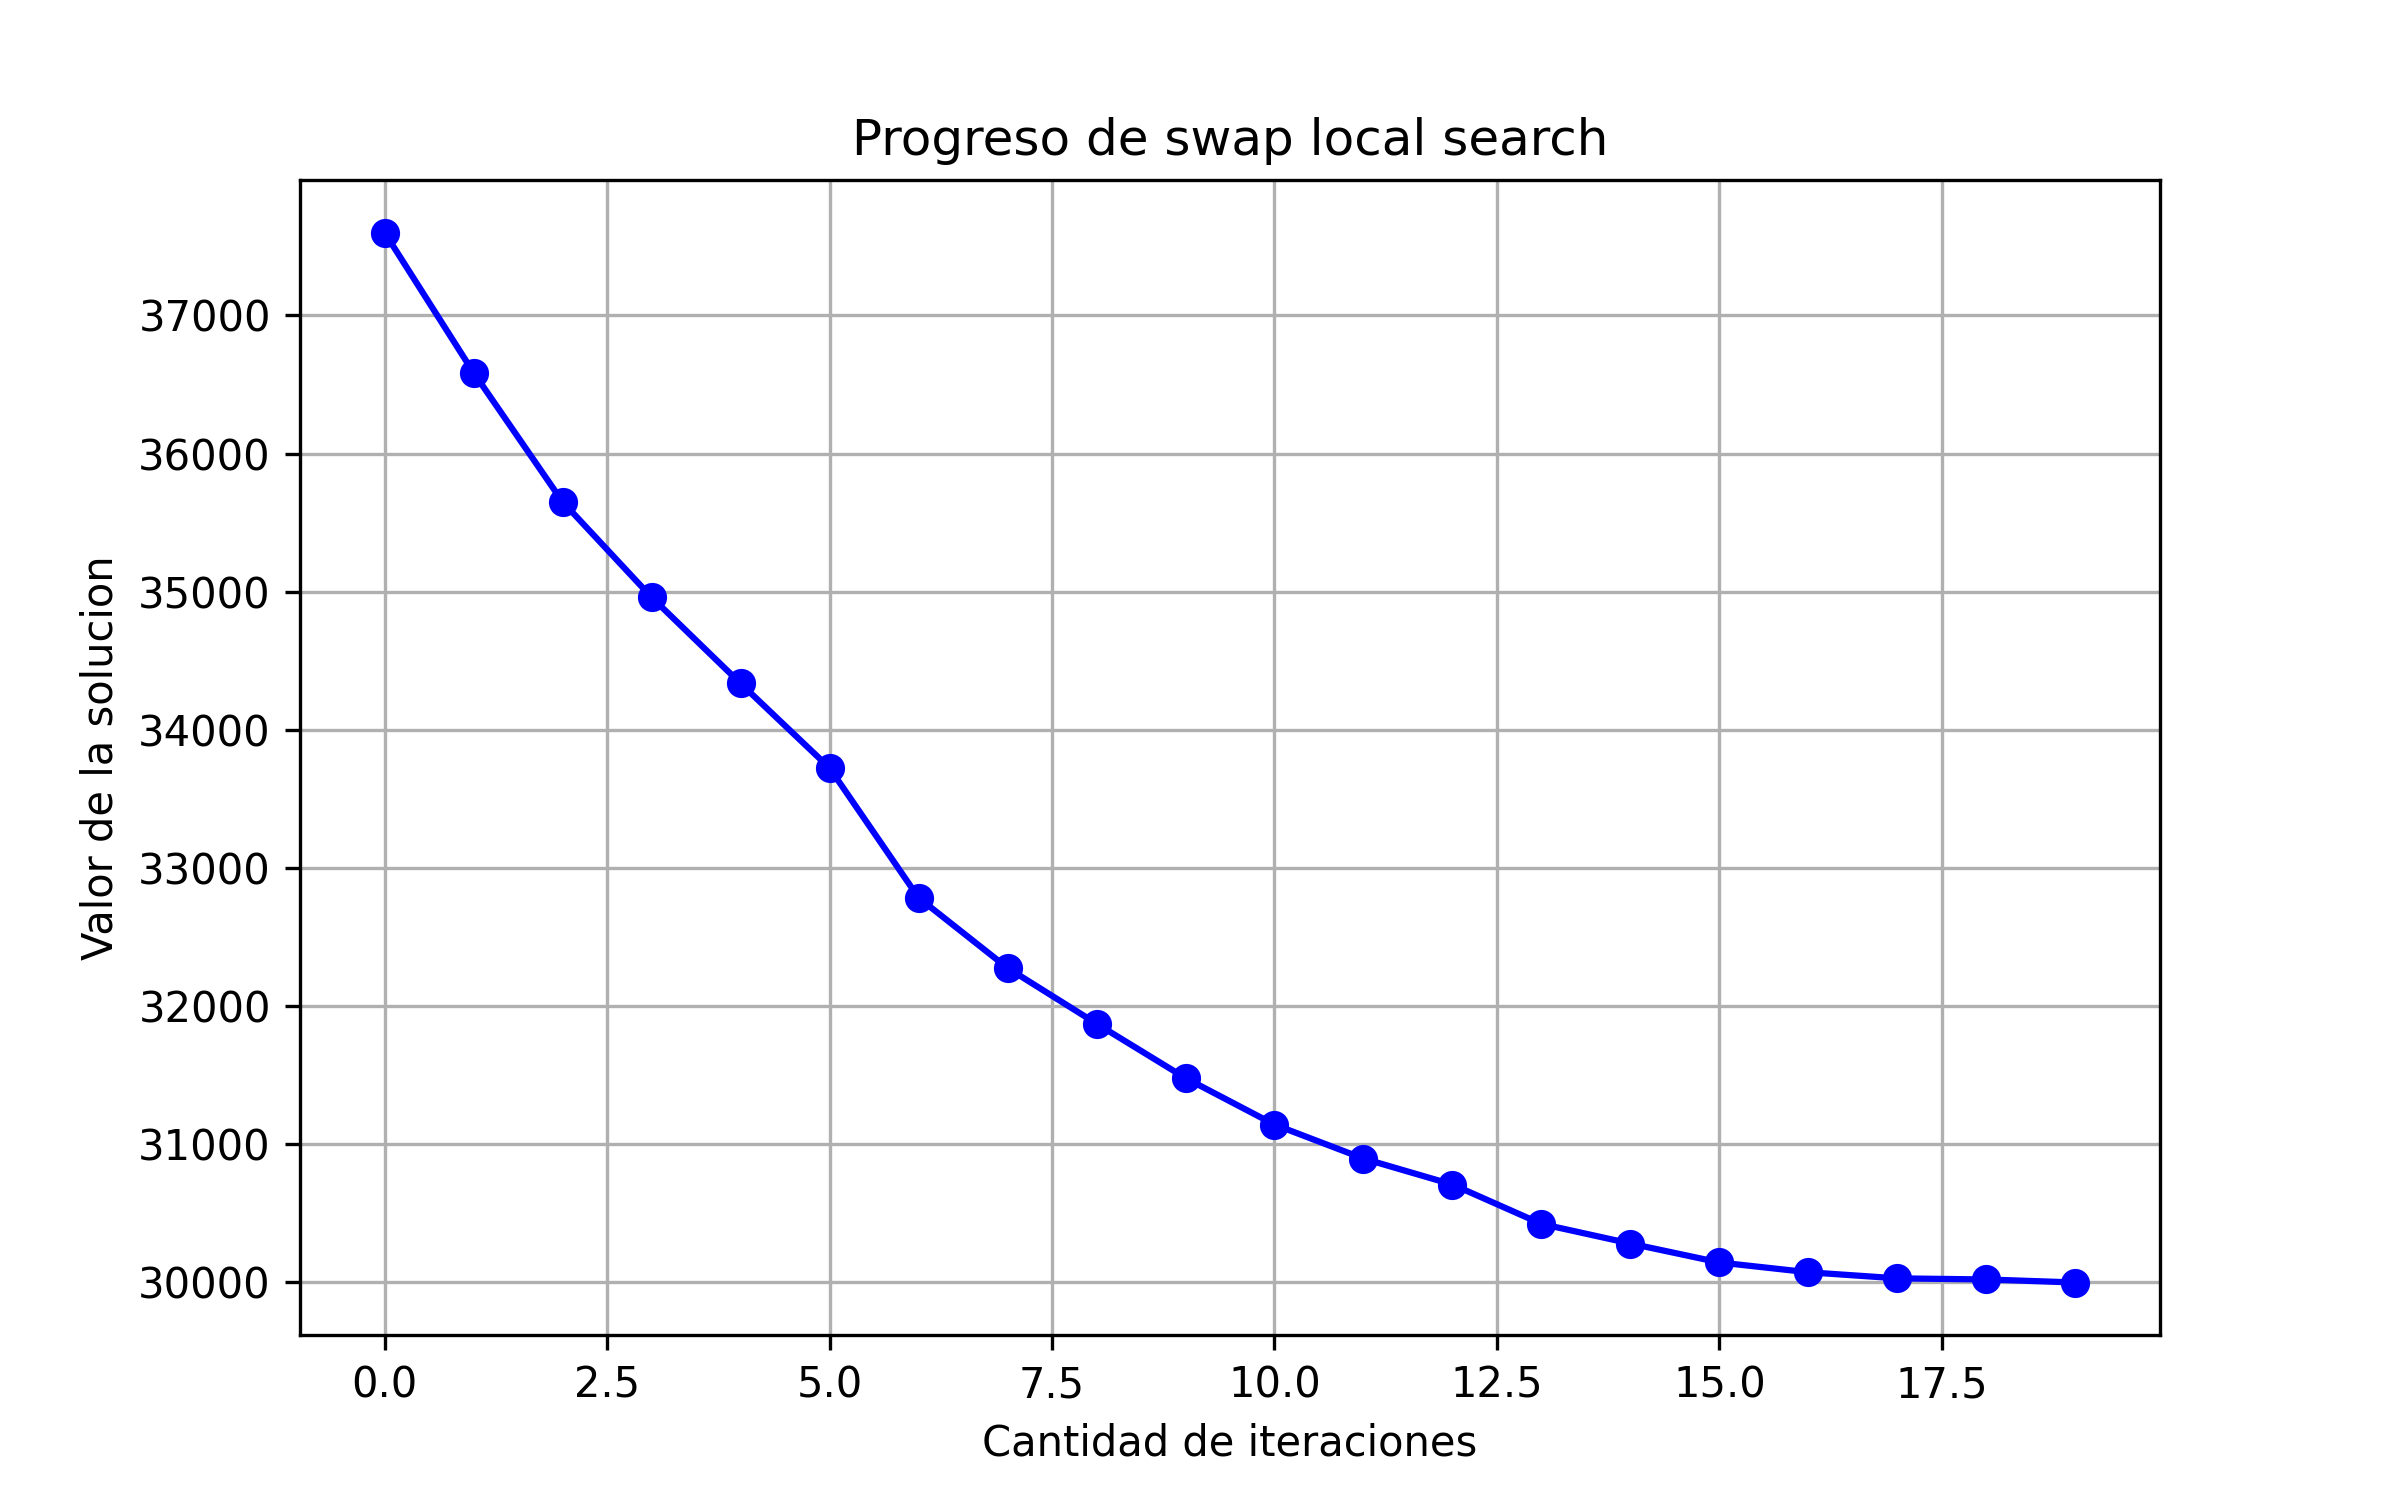 Progreso de swap local search
Valor de la solucion
37000
36000
35000
34000
33000
32000
31000
30000
0.0 2.5 5.0 7.5 10.0 12.5 15.0 17.5
Cantidad de iteraciones